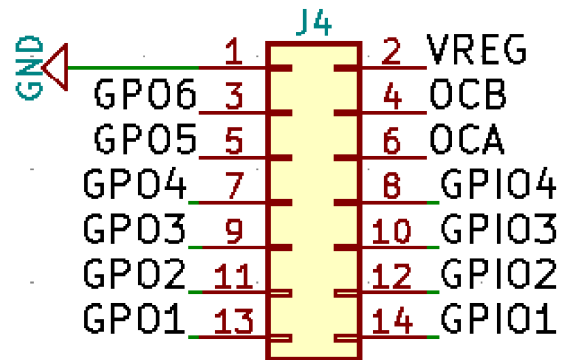 J4
GND 1 2 VREG
GPO6 3 4 OCB
GPO5 5 6 OCA
GPO4 7 8 GPIO4
GPO3 9 10 GPIO3
GPO2 11 12 GPIO2
GPO1 13 14 GPIO1